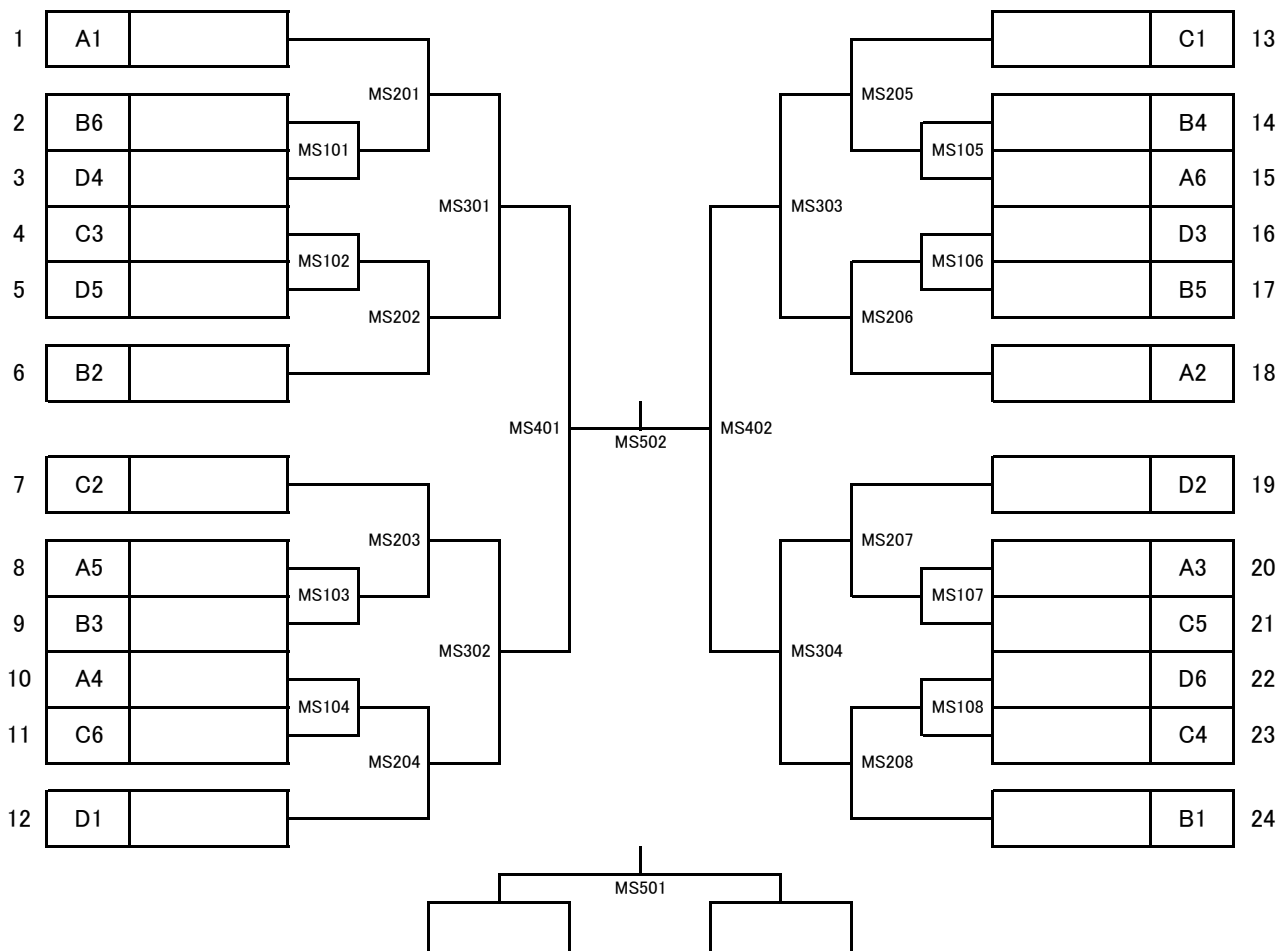 1 A1 C1 13
MS201 MS205
2 B6 B4 14
MS101 MS105
3 D4 A6 15
MS301 MS303
4 C3 D3 16
MS102 MS106
5 D5 B5 17
MS202 MS206
6 B2 A2 18
MS401 MS402
MS502
7 C2 D2 19
MS203 MS207
8 A5 A3 20
MS103 MS107
9 B3 C5 21
MS302 MS304
10 A4 D6 22
MS104 MS108
11 C6 C4 23
MS204 MS208
12 D1 B1 24
MS501